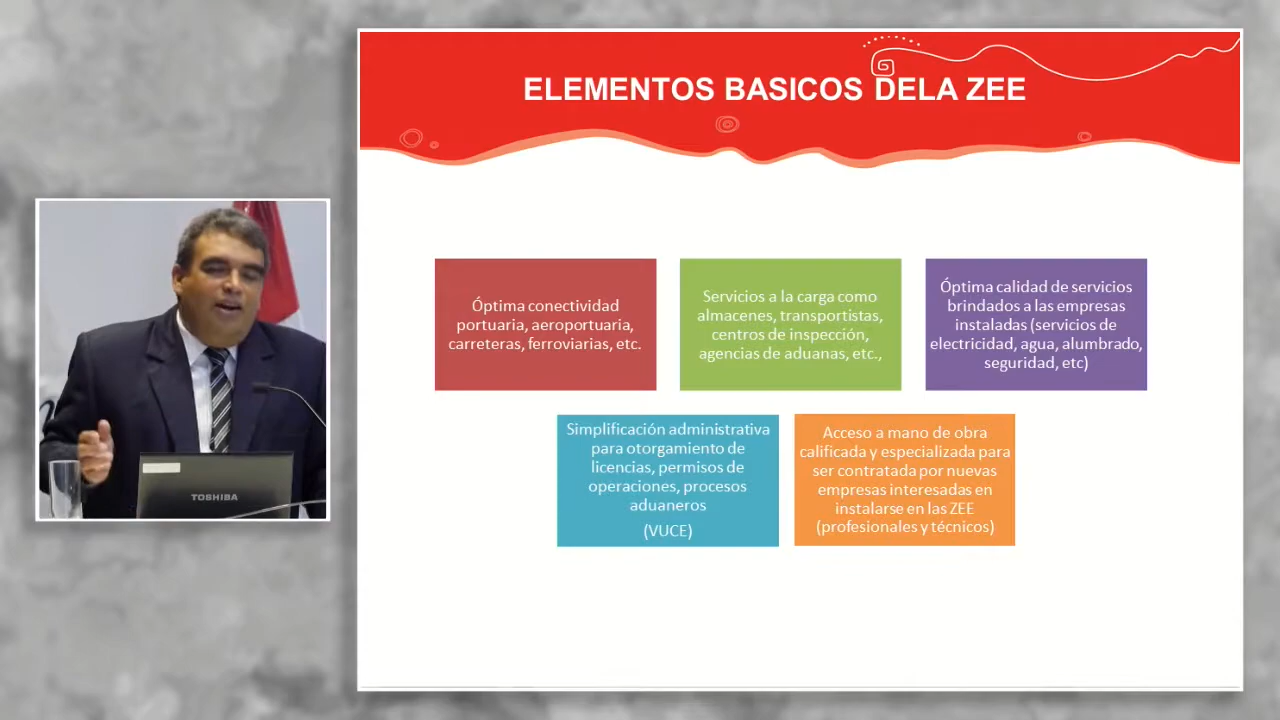 ELEMENTOS BASICOS DELA ZEE
Óptima conectividad
portuaria, aeroportuaria,
carreteras, ferroviarias, etc.
Servicios a la carga como
almacenes, transportistas,
centros de inspección,
agencias de aduanas, etc.,
Óptima calidad de servicios
brindados a las empresas
instaladas (servicios de
electricidad, agua, alumbrado,
seguridad, etc)
Simplificación administrativa
para otorgamiento de
licencias, permisos de
operaciones, procesos
aduaneros
(VUCE)
Acceso a mano de obra
calificada y especializada para
ser contratada por nuevas
empresas interesadas en
instalarse en las ZEE
(profesionales y técnicos)
TOSHIBA